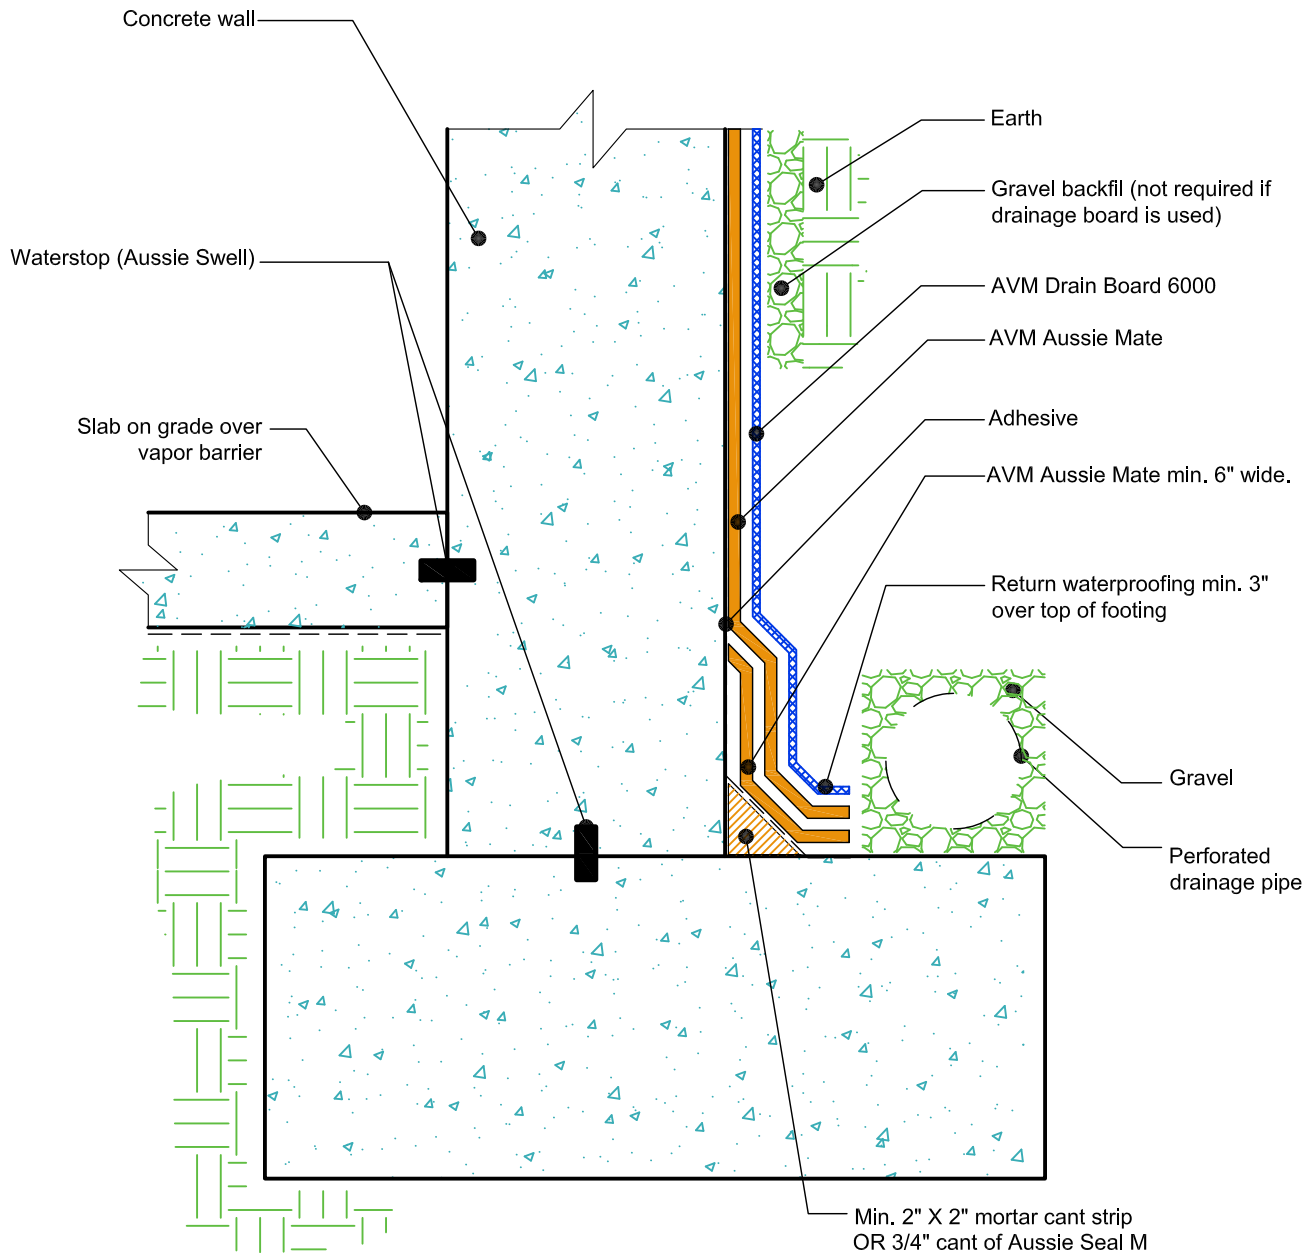 Concrete wall
Earth
Gravel backfil (not required if
drainage board is used)
Waterstop (Aussie Swell)
AVM Drain Board 6000
AVM Aussie Mate
Adhesive
Slab on grade over
vapor barrier
AVM Aussie Mate min. 6" wide.
Return waterproofing min. 3"
over top of footing
Gravel
Perforated
drainage pipe
Min. 2" X 2" mortar cant strip
OR 3/4" cant of Aussie Seal M